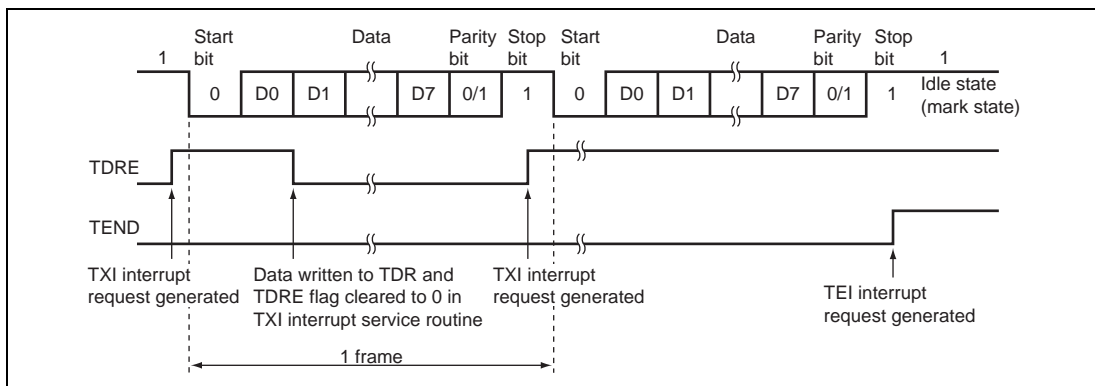 1
Start
bit
Data
Parity
bit
Stop
bit
Start
bit
Data
Parity
bit
Stop
bit
1
0 D0 D1 D7 0/1 1 0 D0 D1 D7 0/1 1
Idle state
(mark state)
TDRE
TEND
TXI interrupt
request generated
Data written to TDR and
TDRE flag cleared to 0 in
TXI interrupt service routine
TXI interrupt
request generated
TEI interrupt
request generated
1 frame